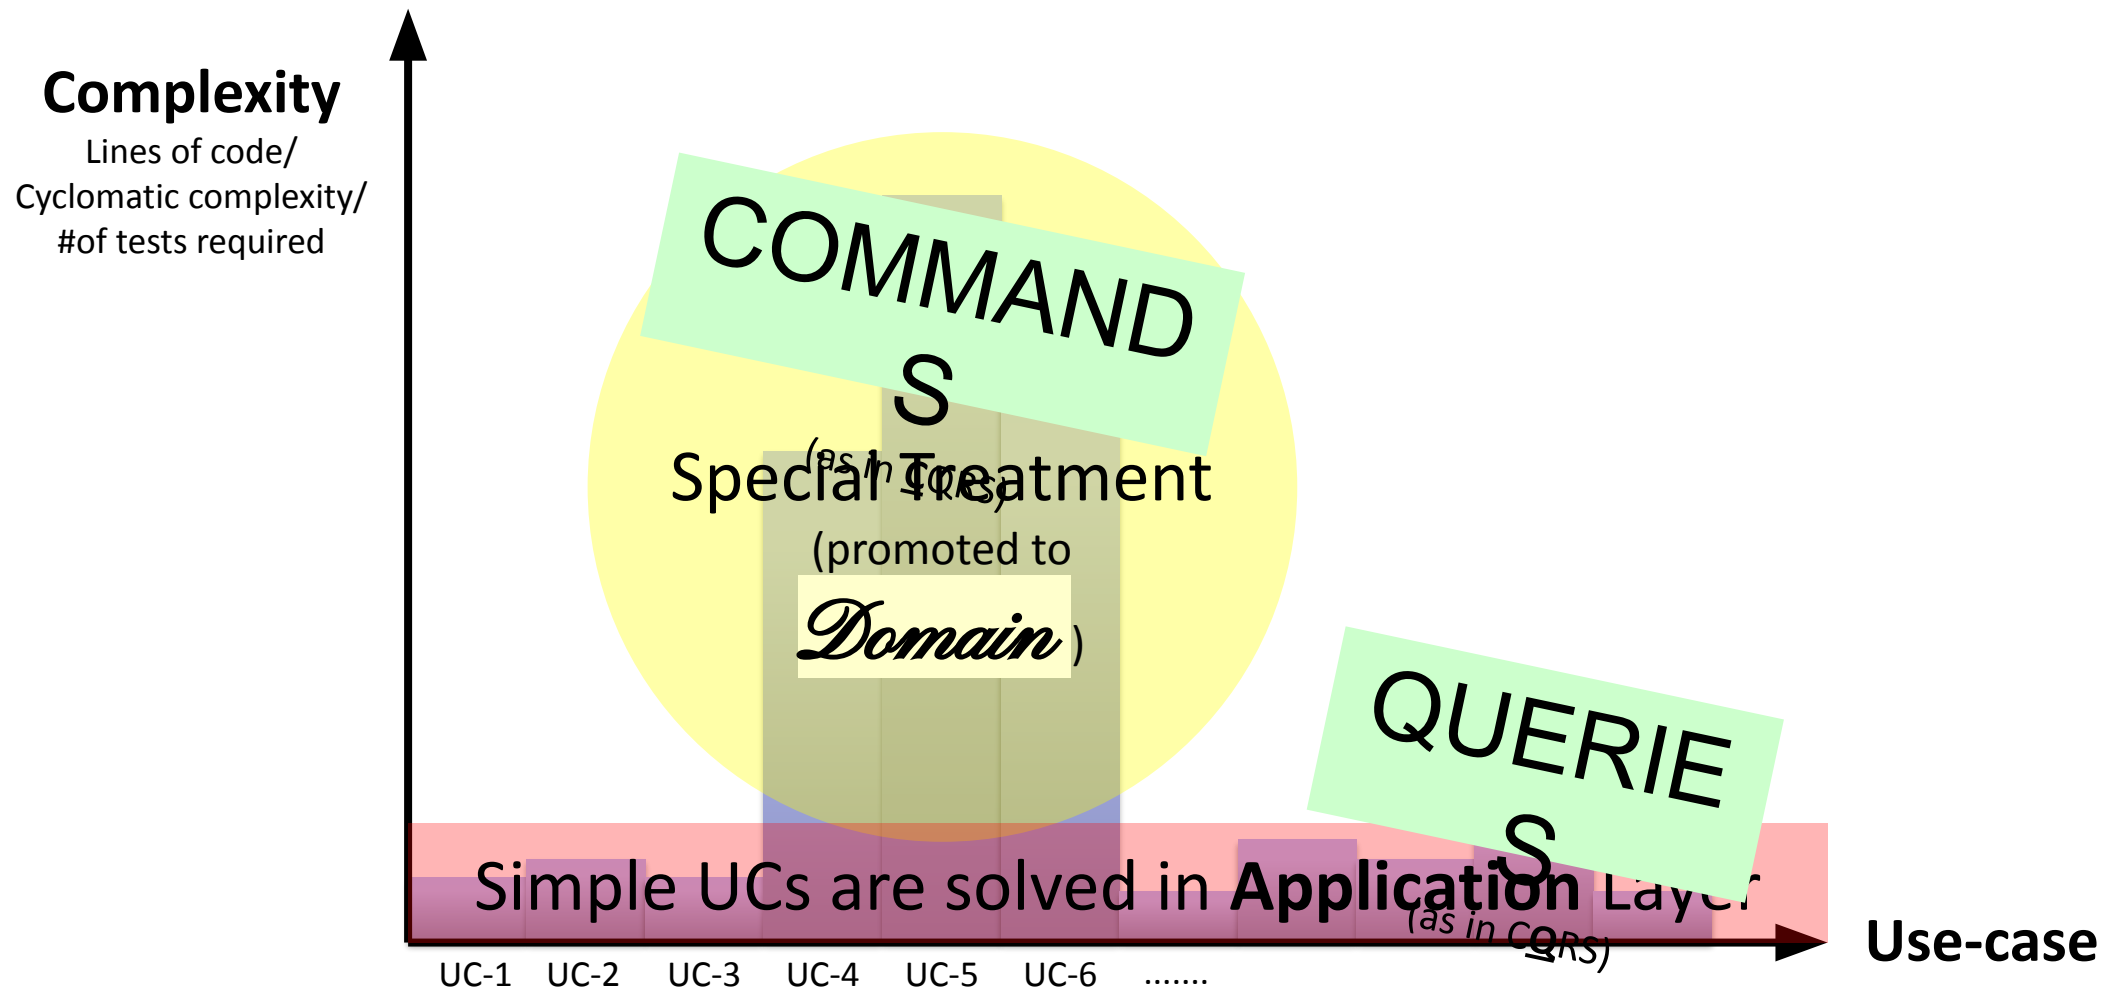 Complexity
Lines of code/
Cyclomatic complexity/
#of tests required
COMMAND
S
(as in CQRS)
Special Treatment
(promoted to
Domain )
QUERIE
S
(as in CQRS)
Simple UCs are solved in Application Layer
Use-case
UC-1 UC-2 UC-3 UC-4 UC-5 UC-6 .......